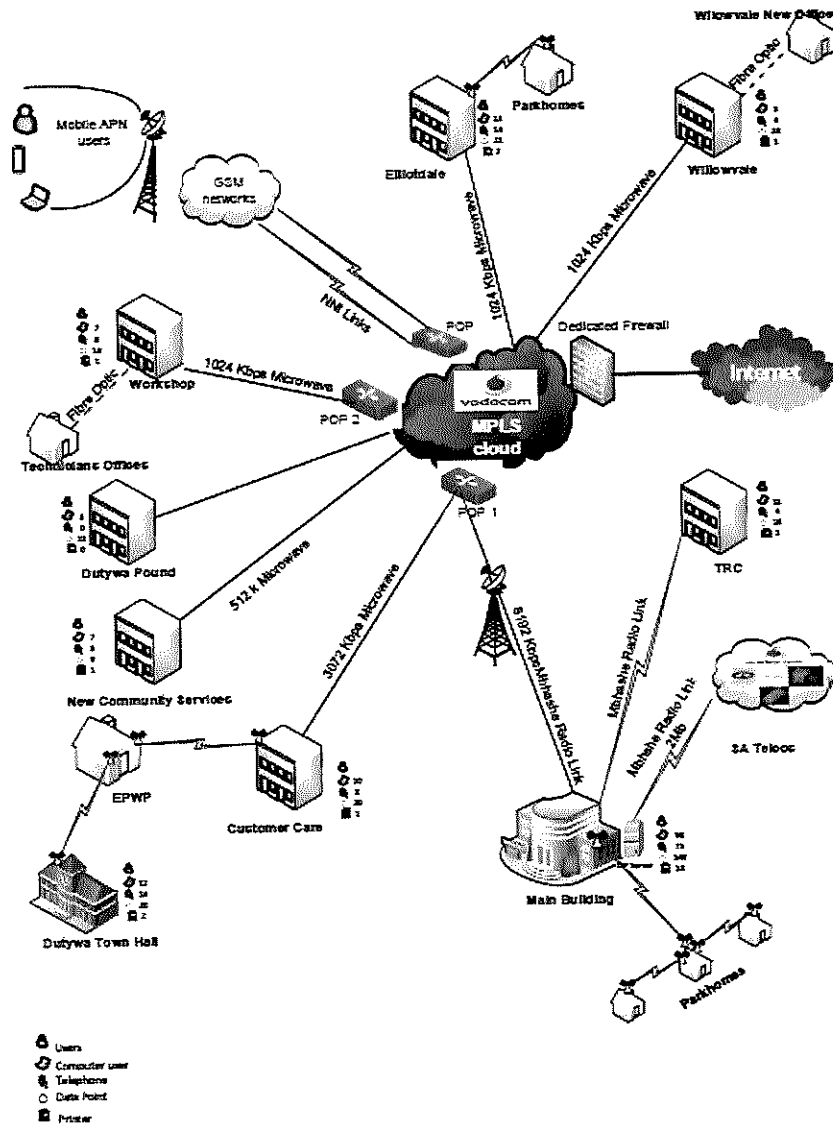 Willowvale New Office
Fibre Optic
Parkhomes
Mobile APN
users
GSM
networks
Elliotdale
Willowvale
1024 Kbps Microwave
1024 Kbps Microwave
NNI Links
POP
Dedicated Firewall
Internet
vodacom
MPLS
cloud
Workshop
1024 Kbps Microwave
POP 2
Fibre Optic
Technicians Offices
POP 1
Dutywa Pound
512 k Microwave
TRC
New Community Services
3072 Kbps Microwave
8192 Kbps Mbhashe Radio Link
Mbhashe Radio Link
Mbhashe Radio Link
2Mb
SA Telcos
EPWP
Customer Care
Main Building
Dutywa Town Hall
Parkhomes
Users
Computer user
Telephone
Data Point
Printer